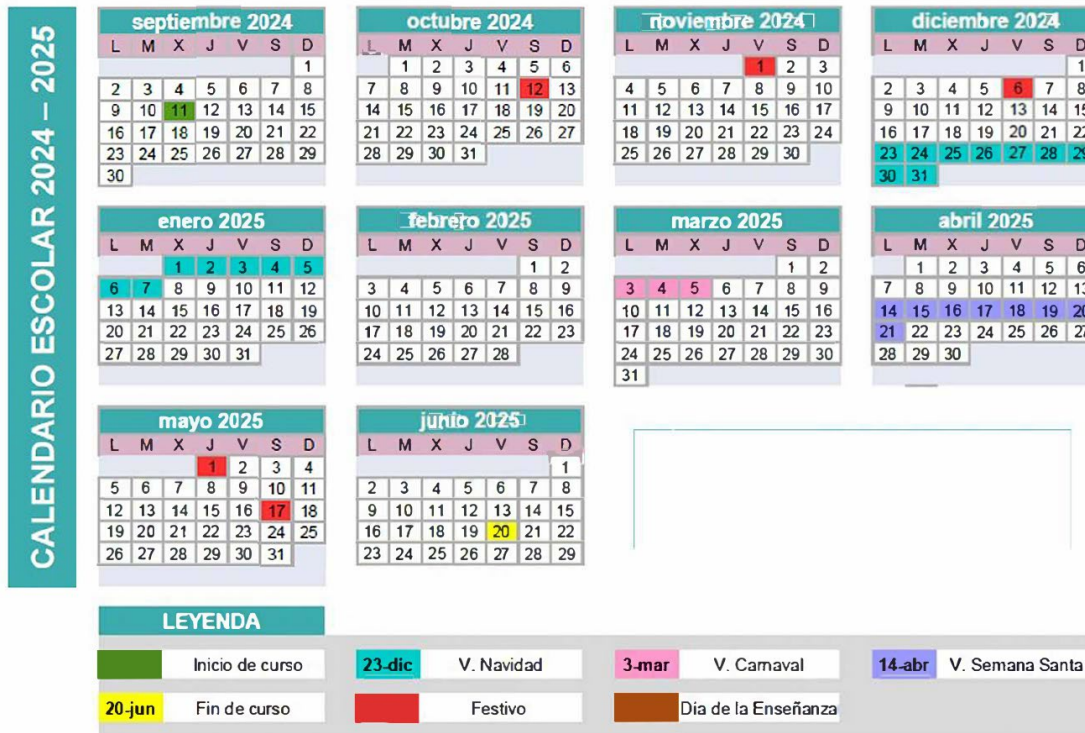 CALENDARIO ESCOLAR 2024 – 2025
septiembre 2024
L M X J V S D
1
2 3 4 5 6 7 8
9 10 11 12 13 14 15
16 17 18 19 20 21 22
23 24 25 26 27 28 29
30
octubre 2024
L M X J V S D
1 2 3 4 5 6
7 8 9 10 11 12 13
14 15 16 17 18 19 20
21 22 23 24 25 26 27
28 29 30 31
noviembre 2024
L M X J V S D
1 2 3
4 5 6 7 8 9 10
11 12 13 14 15 16 17
18 19 20 21 22 23 24
25 26 27 28 29 30
diciembre 2024
L M X J V S D
1
2 3 4 5 6 7 8
9 10 11 12 13 14 15
16 17 18 19 20 21 22
23 24 25 26 27 28 29
30 31
enero 2025
L M X J V S D
1 2 3 4 5
6 7 8 9 10 11 12
13 14 15 16 17 18 19
20 21 22 23 24 25 26
27 28 29 30 31
febrero 2025
L M X J V S D
1 2
3 4 5 6 7 8 9
10 11 12 13 14 15 16
17 18 19 20 21 22 23
24 25 26 27 28
marzo 2025
L M X J V S D
1 2
3 4 5 6 7 8 9
10 11 12 13 14 15 16
17 18 19 20 21 22 23
24 25 26 27 28 29 30
31
abril 2025
L M X J V S D
1 2 3 4 5 6
7 8 9 10 11 12 13
14 15 16 17 18 19 20
21 22 23 24 25 26 27
28 29 30
mayo 2025
L M X J V S D
1 2 3 4
5 6 7 8 9 10 11
12 13 14 15 16 17 18
19 20 21 22 23 24 25
26 27 28 29 30 31
junio 2025
L M X J V S D
1
2 3 4 5 6 7 8
9 10 11 12 13 14 15
16 17 18 19 20 21 22
23 24 25 26 27 28 29
LEYENDA
Inicio de curso
23-dic V. Navidad
3-mar V. Carnaval
14-abr V. Semana Santa
20-jun Fin de curso
Festivo
Día de la Enseñanza